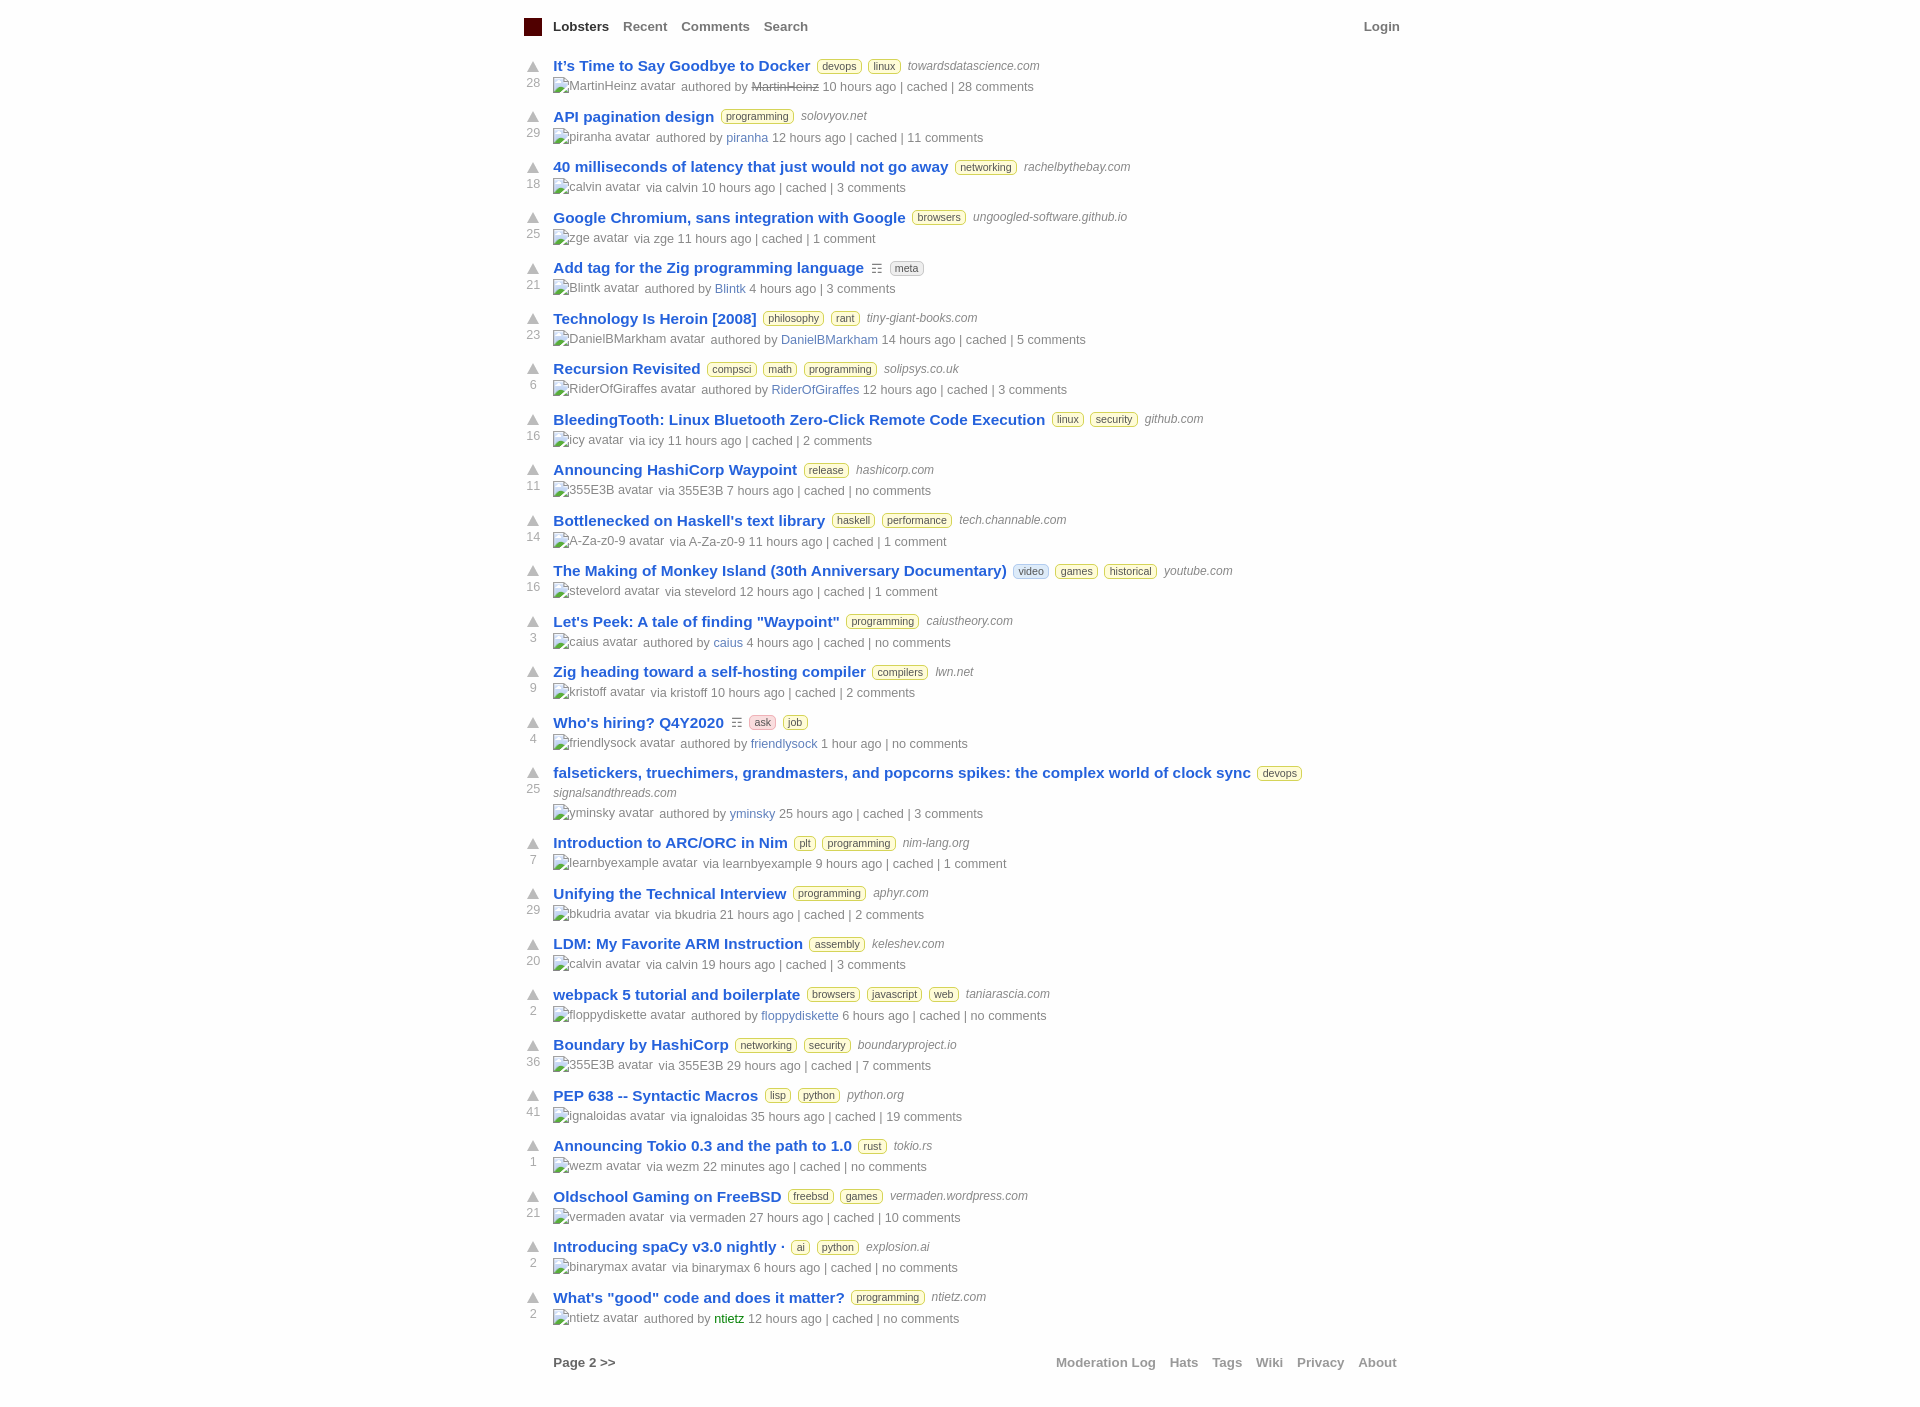 Lobsters Recent Comments Search Login
It’s Time to Say Goodbye to Docker devops linux towardsdatascience.com
28 MartinHeinz avatar authored by MartinHeinz 10 hours ago | cached | 28 comments
API pagination design programming solovyov.net
29 piranha avatar authored by piranha 12 hours ago | cached | 11 comments
40 milliseconds of latency that just would not go away networking rachelbythebay.com
18 calvin avatar via calvin 10 hours ago | cached | 3 comments
Google Chromium, sans integration with Google browsers ungoogled-software.github.io
25 zge avatar via zge 11 hours ago | cached | 1 comment
Add tag for the Zig programming language ☶ meta
21 Blintk avatar authored by Blintk 4 hours ago | 3 comments
Technology Is Heroin [2008] philosophy rant tiny-giant-books.com
23 DanielBMarkham avatar authored by DanielBMarkham 14 hours ago | cached | 5 comments
Recursion Revisited compsci math programming solipsys.co.uk
6 RiderOfGiraffes avatar authored by RiderOfGiraffes 12 hours ago | cached | 3 comments
BleedingTooth: Linux Bluetooth Zero-Click Remote Code Execution linux security github.com
16 icy avatar via icy 11 hours ago | cached | 2 comments
Announcing HashiCorp Waypoint release hashicorp.com
11 355E3B avatar via 355E3B 7 hours ago | cached | no comments
Bottlenecked on Haskell's text library haskell performance tech.channable.com
14 A-Za-z0-9 avatar via A-Za-z0-9 11 hours ago | cached | 1 comment
The Making of Monkey Island (30th Anniversary Documentary) video games historical youtube.com
16 stevelord avatar via stevelord 12 hours ago | cached | 1 comment
Let's Peek: A tale of finding "Waypoint" programming caiustheory.com
3 caius avatar authored by caius 4 hours ago | cached | no comments
Zig heading toward a self-hosting compiler compilers lwn.net
9 kristoff avatar via kristoff 10 hours ago | cached | 2 comments
Who's hiring? Q4Y2020 ☶ ask job
4 friendlysock avatar authored by friendlysock 1 hour ago | no comments
falsetickers, truechimers, grandmasters, and popcorns spikes: the complex world of clock sync devops
25 signalsandthreads.com
yminsky avatar authored by yminsky 25 hours ago | cached | 3 comments
Introduction to ARC/ORC in Nim plt programming nim-lang.org
7 learnbyexample avatar via learnbyexample 9 hours ago | cached | 1 comment
Unifying the Technical Interview programming aphyr.com
29 bkudria avatar via bkudria 21 hours ago | cached | 2 comments
LDM: My Favorite ARM Instruction assembly keleshev.com
20 calvin avatar via calvin 19 hours ago | cached | 3 comments
webpack 5 tutorial and boilerplate browsers javascript web taniarascia.com
2 floppydiskette avatar authored by floppydiskette 6 hours ago | cached | no comments
Boundary by HashiCorp networking security boundaryproject.io
36 355E3B avatar via 355E3B 29 hours ago | cached | 7 comments
PEP 638 -- Syntactic Macros lisp python python.org
41 ignaloidas avatar via ignaloidas 35 hours ago | cached | 19 comments
Announcing Tokio 0.3 and the path to 1.0 rust tokio.rs
1 wezm avatar via wezm 22 minutes ago | cached | no comments
Oldschool Gaming on FreeBSD freebsd games vermaden.wordpress.com
21 vermaden avatar via vermaden 27 hours ago | cached | 10 comments
Introducing spaCy v3.0 nightly · ai python explosion.ai
2 binarymax avatar via binarymax 6 hours ago | cached | no comments
What's "good" code and does it matter? programming ntietz.com
2 ntietz avatar authored by ntietz 12 hours ago | cached | no comments
Page 2 >> Moderation Log Hats Tags Wiki Privacy About